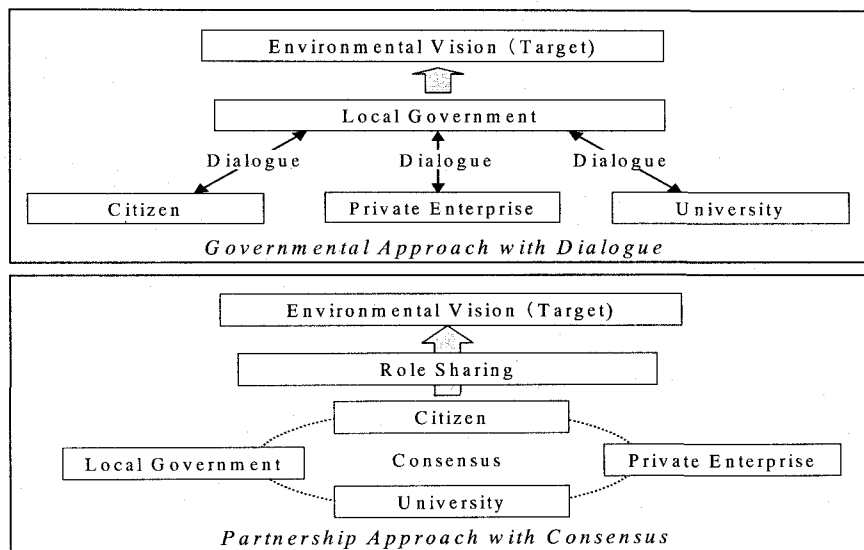 Environmental Vision (Target)
Local Government
Dialogue Dialogue Dialogue
Citizen Private Enterprise University
Governmental Approach with Dialogue
Environmental Vision (Target)
Role Sharing
Citizen
Local Government Consensus Private Enterprise
University
Partnership Approach with Consensus